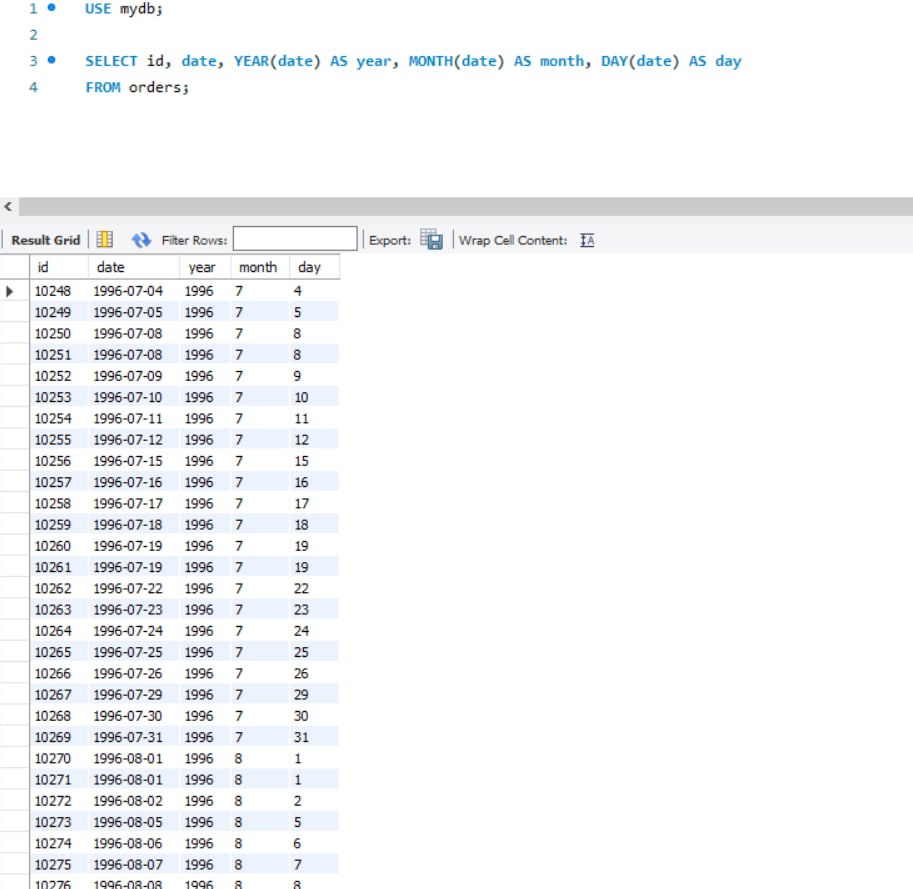 1 USE mydb;
2
3 SELECT id, date, YEAR(date) AS year, MONTH(date) AS month, DAY(date) AS day
4 FROM orders;
Result Grid Filter Rows: Export: Wrap Cell Content: IA
id date year month day
10248 1996-07-04 1996 7 4
10249 1996-07-05 1996 7 5
10250 1996-07-08 1996 7 8
10251 1996-07-08 1996 7 8
10252 1996-07-09 1996 7 9
10253 1996-07-10 1996 7 10
10254 1996-07-11 1996 7 11
10255 1996-07-12 1996 7 12
10256 1996-07-15 1996 7 15
10257 1996-07-16 1996 7 16
10258 1996-07-17 1996 7 17
10259 1996-07-18 1996 7 18
10260 1996-07-19 1996 7 19
10261 1996-07-19 1996 7 19
10262 1996-07-22 1996 7 22
10263 1996-07-23 1996 7 23
10264 1996-07-24 1996 7 24
10265 1996-07-25 1996 7 25
10266 1996-07-26 1996 7 26
10267 1996-07-29 1996 7 29
10268 1996-07-30 1996 7 30
10269 1996-07-31 1996 7 31
10270 1996-08-01 1996 8 1
10271 1996-08-01 1996 8 1
10272 1996-08-02 1996 8 2
10273 1996-08-05 1996 8 5
10274 1996-08-06 1996 8 6
10275 1996-08-07 1996 8 7
10276 1996-08-08 1996 8 8